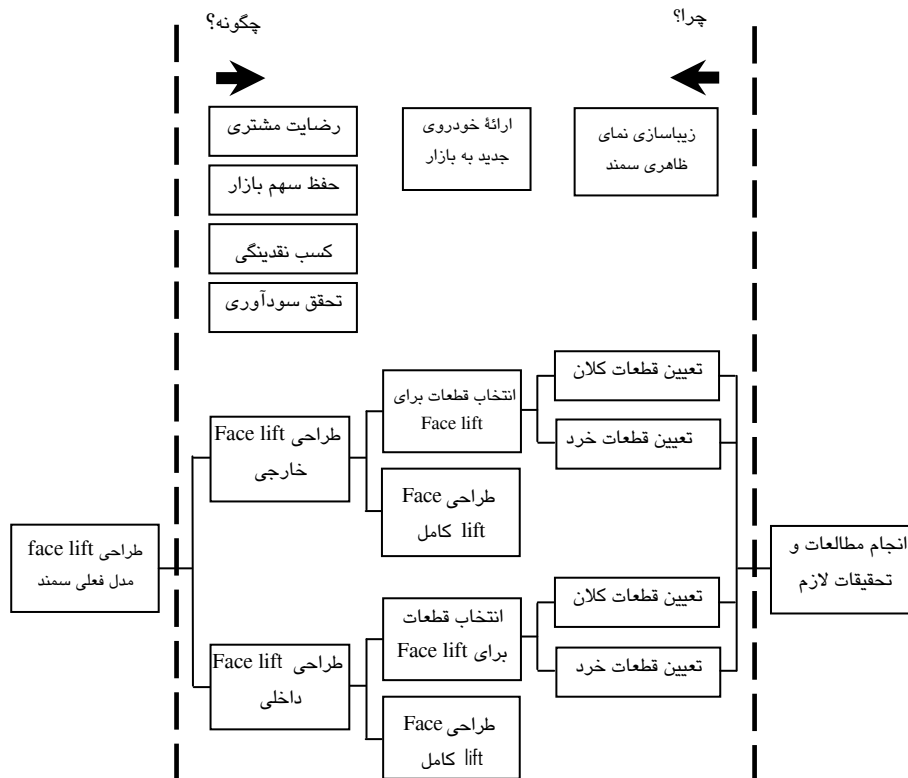 چرا؟
چگونه؟
زیباسازی نمای
ظاهری سمند
ارائهٔ خودروی
جدید به بازار
رضایت مشتری
حفظ سهم بازار
کسب نقدینگی
تحقق سودآوری
تعیین قطعات کلان
تعیین قطعات خرد
انتخاب قطعات برای
Face lift
طراحی Face lift
خارجی
طراحی Face
lift کامل
انجام مطالعات و
تحقیقات لازم
طراحی face lift
مدل فعلی سمند
تعیین قطعات کلان
تعیین قطعات خرد
انتخاب قطعات
برای Face lift
طراحی Face lift
داخلی
طراحی Face
lift کامل